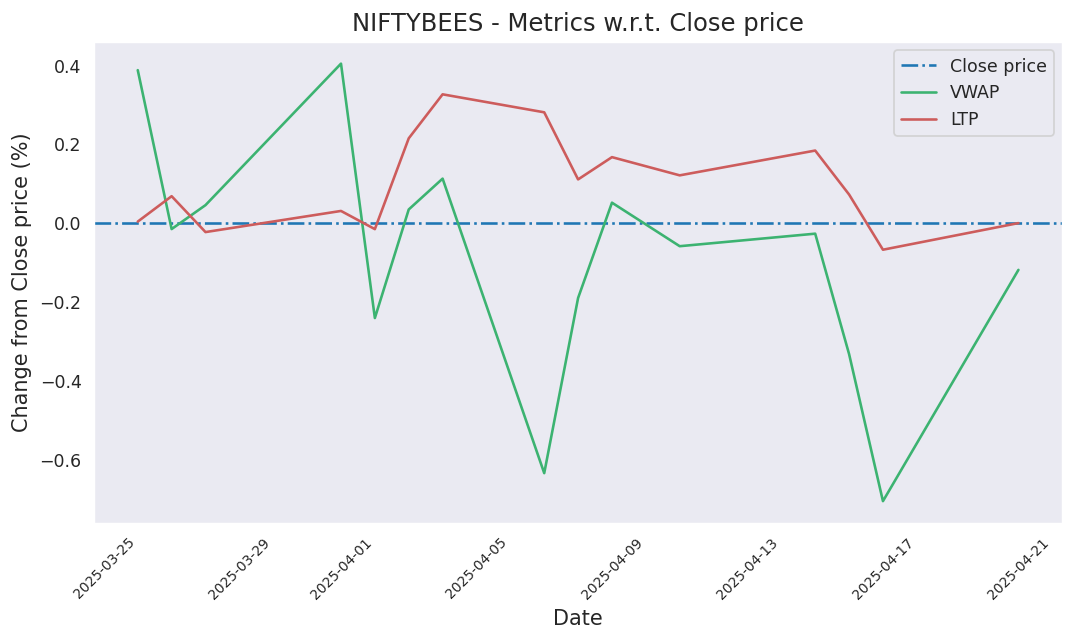 NIFTYBEES - Metrics w.r.t. Close price
Close price
VWAP
LTP
Change from Close price (%)
0.4
0.2
0.0
−0.2
−0.4
−0.6
2025-03-25
2025-03-29
2025-04-01
2025-04-05
2025-04-09
2025-04-13
2025-04-17
2025-04-21
Date